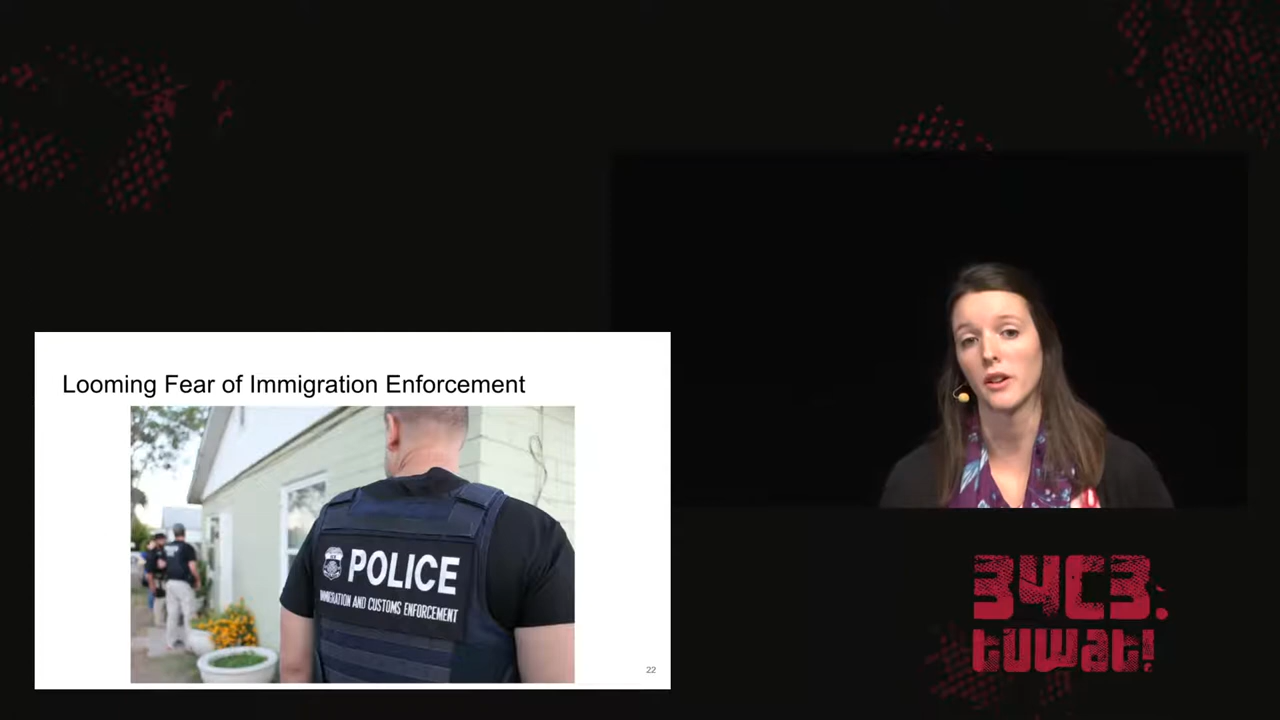 Looming Fear of Immigration Enforcement
POLICE
IMMIGRATION AND CUSTOMS ENFORCEMENT
22
34C3:
tuwat!